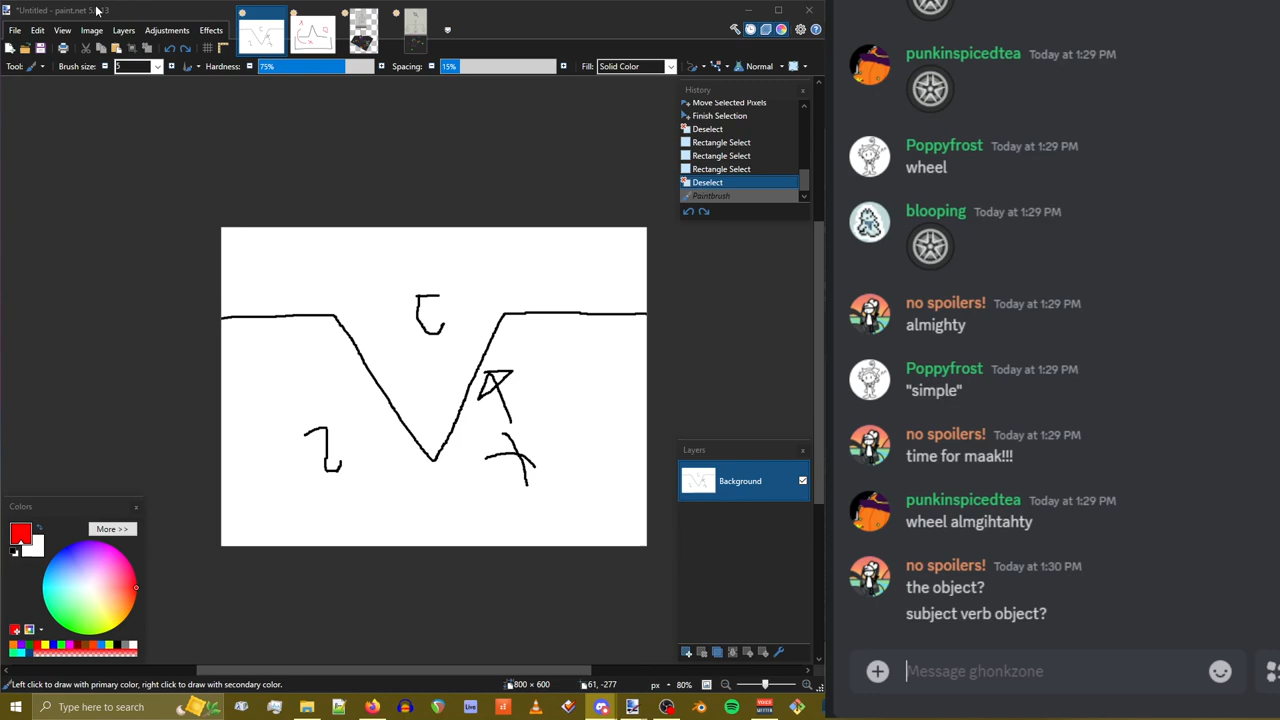 *Untitled - paint.net 5.
File Edit View Image Layers Adjustments Effects
Tool: Brush size: 5 Hardness: 75% Spacing: 15% Fill: Solid Color Normal
History
Move Selected Pixels
Finish Selection
Deselect
Rectangle Select
Rectangle Select
Rectangle Select
Deselect
Paintbrush
Layers
Background
Colors
More >>
Left click to draw with primary color, right click to draw with secondary color.
800 × 600
61, -277
px
80%
Type here to search
Live
punkinspicedtea Today at 1:29 PM
Poppyfrost Today at 1:29 PM
wheel
blooping Today at 1:29 PM
no spoilers! Today at 1:29 PM
almighty
Poppyfrost Today at 1:29 PM
"simple"
no spoilers! Today at 1:29 PM
time for maak!!!
punkinspicedtea Today at 1:29 PM
wheel almgihtahty
no spoilers! Today at 1:30 PM
the object?
subject verb object?
Message ghonkzone